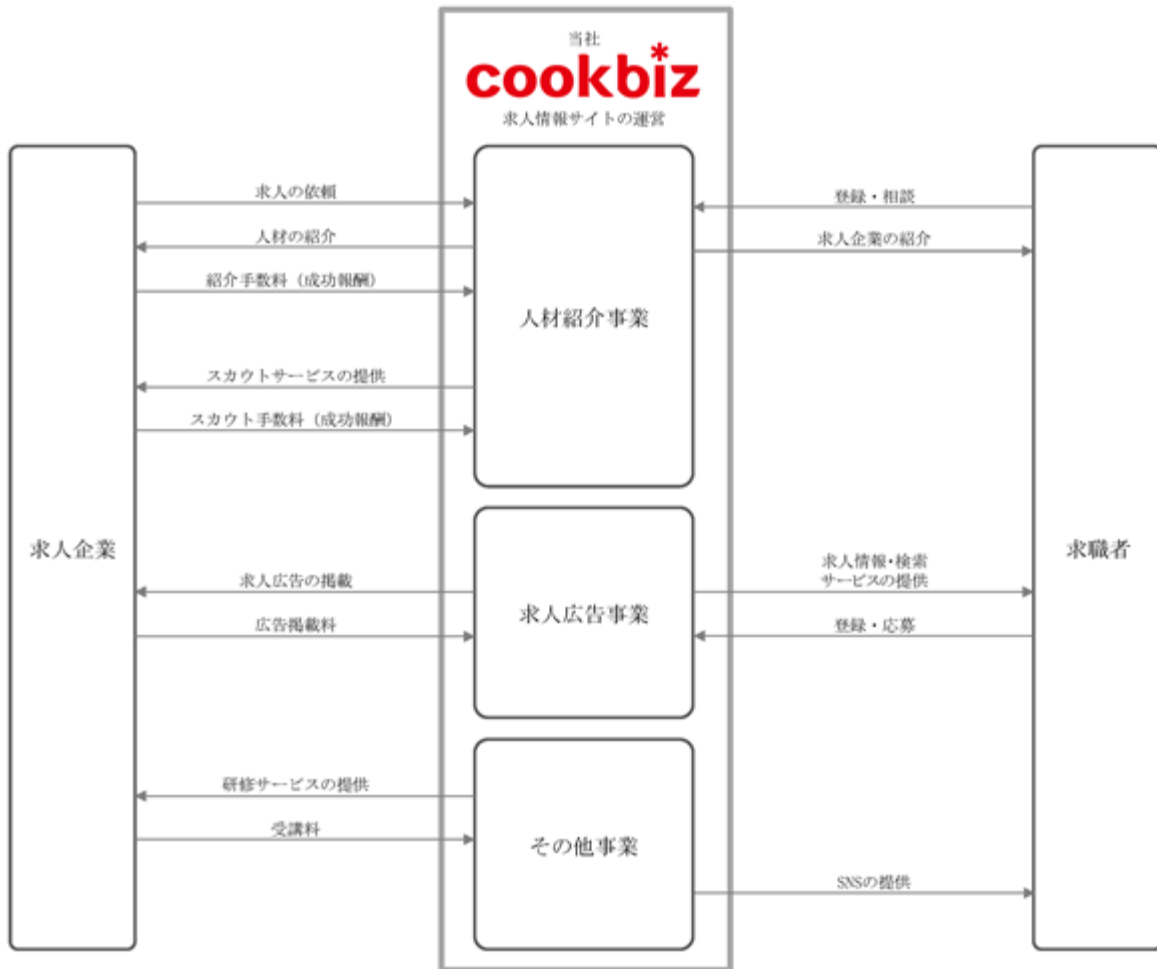 当社
cookbiz
求人情報サイトの運営
求人の依頼
登録・相談
人材の紹介
求人企業の紹介
紹介手数料（成功報酬）
人材紹介事業
スカウトサービスの提供
スカウト手数料（成功報酬）
求人企業
求職者
求人情報・検索
サービスの提供
求人広告の掲載
求人広告事業
広告掲載料
登録・応募
研修サービスの提供
受講料
その他事業
SNSの提供